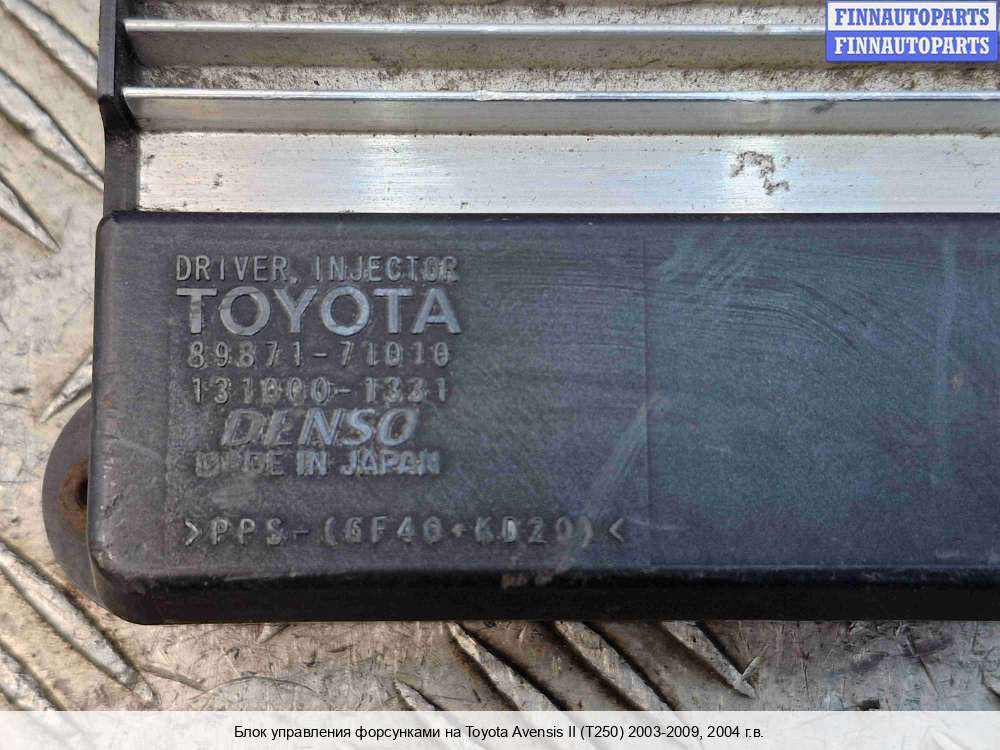 FINNAUTOPARTS
FINNAUTOPARTS
DRIVER, INJECTOR
TOYOTA
89871-71010
131000-1331
DENSO
MADE IN JAPAN
>PPS-(GF40+KD20)<
Блок управления форсунками на Toyota Avensis II (T250) 2003-2009, 2004 г.в.